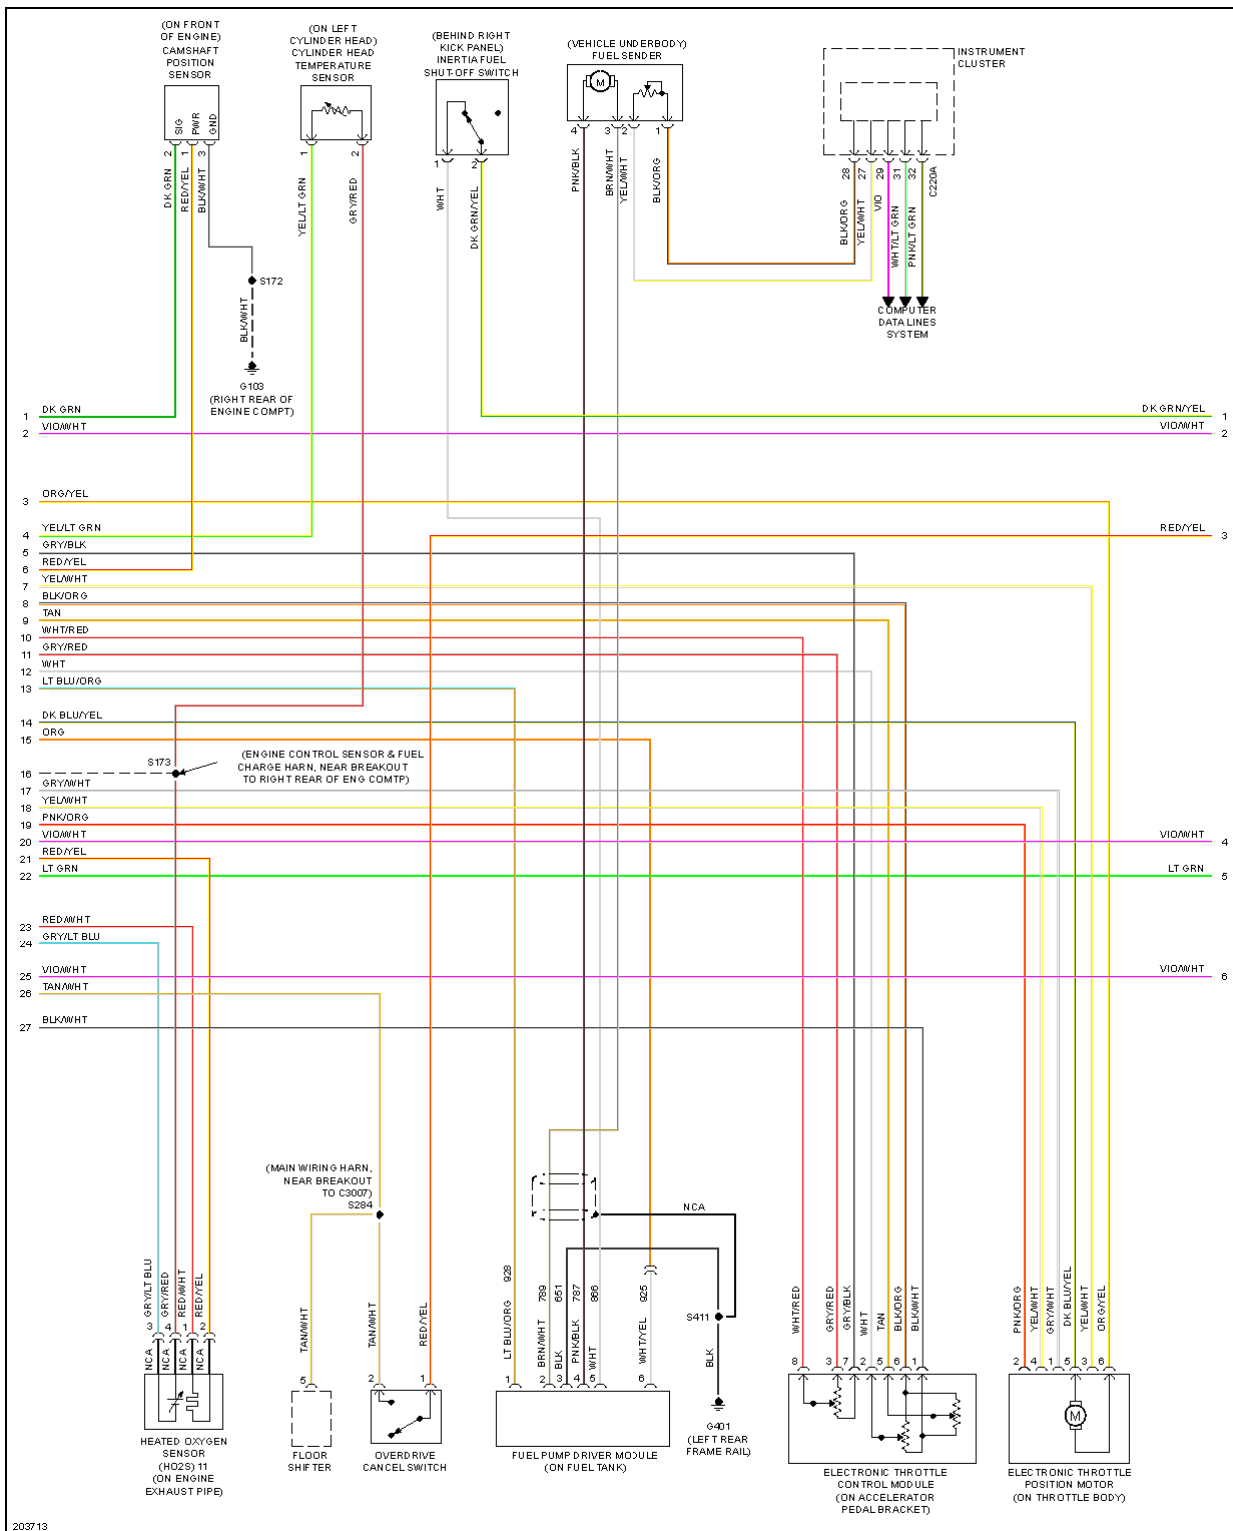 (ON FRONT
OF ENGINE)
CAMSHAFT
POSITION
SENSOR
(ON LEFT
CYLINDER HEAD)
CYLINDER HEAD
TEMPERATURE
SENSOR
(BEHIND RIGHT
KICK PANEL)
INERTIA FUEL
SHUT-OFF SWITCH
(VEHICLE UNDERBODY)
FUEL SENDER
INSTRUMENT
CLUSTER
SIG
PWR
GND
M
2
1
3
1
2
1
2
4
3
2
1
28
27
29
31
32
C220A
DK GRN
RED/YEL
BLK/WHT
YEL/LT GRN
GRY/RED
WHT
DK GRN/YEL
PNK/BLK
BRN/WHT
YEL/WHT
BLK/ORG
BLK/ORG
YEL/WHT
VIO
WHT/LT GRN
PNK/LT GRN
S172
BLK/WHT
G103
(RIGHT REAR OF
ENGINE COMPT)
COMPUTER
DATA LINES
SYSTEM
1 DK GRN
DK GRN/YEL 1
2 VIO/WHT
VIO/WHT 2
3 ORG/YEL
4 YEL/LT GRN
RED/YEL 3
5 GRY/BLK
6 RED/YEL
7 YEL/WHT
8 BLK/ORG
9 TAN
10 WHT/RED
11 GRY/RED
12 WHT
13 LT BLU/ORG
14 DK BLU/YEL
15 ORG
16
S173
(ENGINE CONTROL SENSOR & FUEL
CHARGE HARN, NEAR BREAKOUT
TO RIGHT REAR OF ENG COMTP)
17 GRY/WHT
18 YEL/WHT
19 PNK/ORG
20 VIO/WHT
VIO/WHT 4
21 RED/YEL
22 LT GRN
LT GRN 5
23 RED/WHT
24 GRY/LT BLU
25 VIO/WHT
VIO/WHT 6
26 TAN/WHT
27 BLK/WHT
(MAIN WIRING HARN,
NEAR BREAKOUT
TO C3007)
S284
NCA
GRY/LT BLU
GRY/RED
RED/WHT
RED/YEL
3
4
1
2
NCA
NCA
NCA
NCA
TAN/WHT
TAN/WHT
RED/YEL
5
2
1
928
789
651
787
866
925
LT BLU/ORG
BRN/WHT
BLK
PNK/BLK
WHT
WHT/YEL
1
2
3
4
5
6
S411
BLK
G401
(LEFT REAR
FRAME RAIL)
WHT/RED
GRY/RED
GRY/BLK
WHT
TAN
BLK/ORG
BLK/WHT
8
3
7
2
5
6
1
PNK/ORG
YEL/WHT
GRY/WHT
DK BLU/YEL
YEL/WHT
ORG/YEL
2
4
1
5
3
6
M
HEATED OXYGEN
SENSOR
(HO2S) 11
(ON ENGINE
EXHAUST PIPE)
FLOOR
SHIFTER
OVERDRIVE
CANCEL SWITCH
FUEL PUMP DRIVER MODULE
(ON FUEL TANK)
ELECTRONIC THROTTLE
CONTROL MODULE
(ON ACCELERATOR
PEDAL BRACKET)
ELECTRONIC THROTTLE
POSITION MOTOR
(ON THROTTLE BODY)
203713